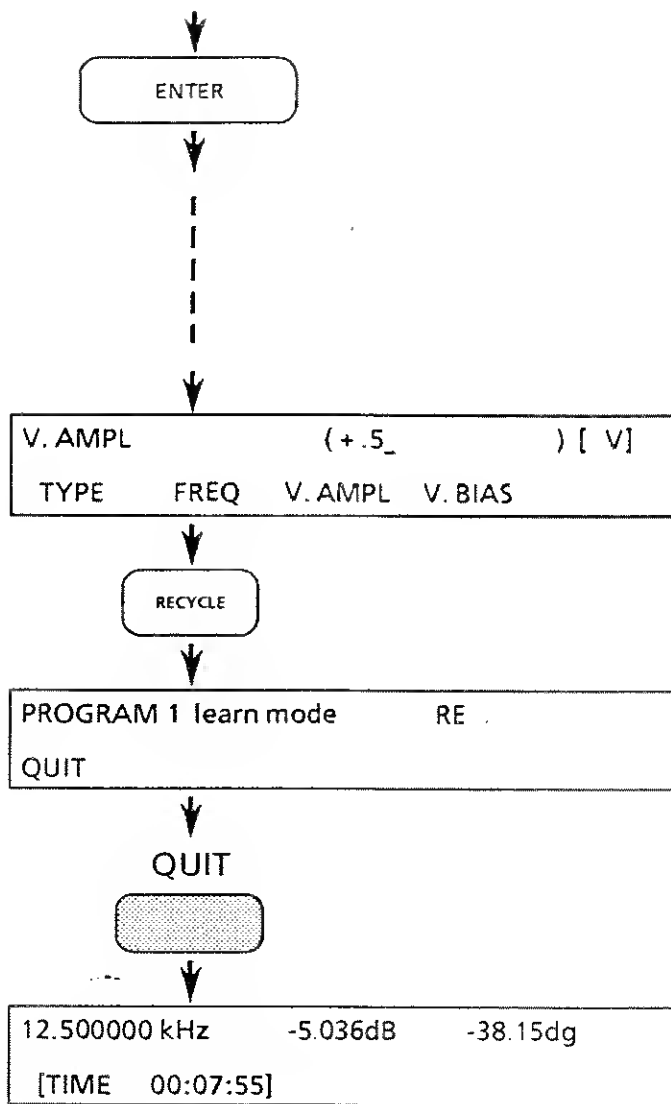 ENTER
V. AMPL (+.5_ ) [ V]
TYPE FREQ V. AMPL V. BIAS
RECYCLE
PROGRAM 1 learn mode RE
QUIT
QUIT
12.500000 kHz -5.036dB -38.15dg
[TIME 00:07:55]